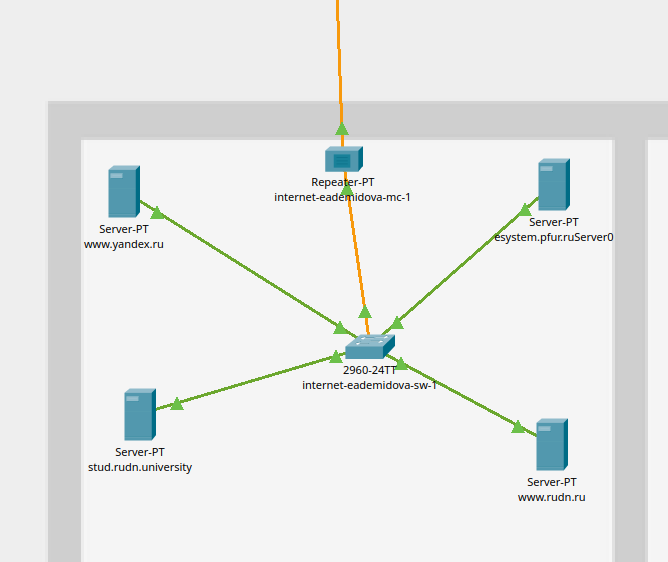 Repeater-PT
internet-eademidova-mc-1
Server-PT
www.yandex.ru
Server-PT
esystem.pfur.ruServer0
2960-24TT
internet-eademidova-sw-1
Server-PT
stud.rudn.university
Server-PT
www.rudn.ru